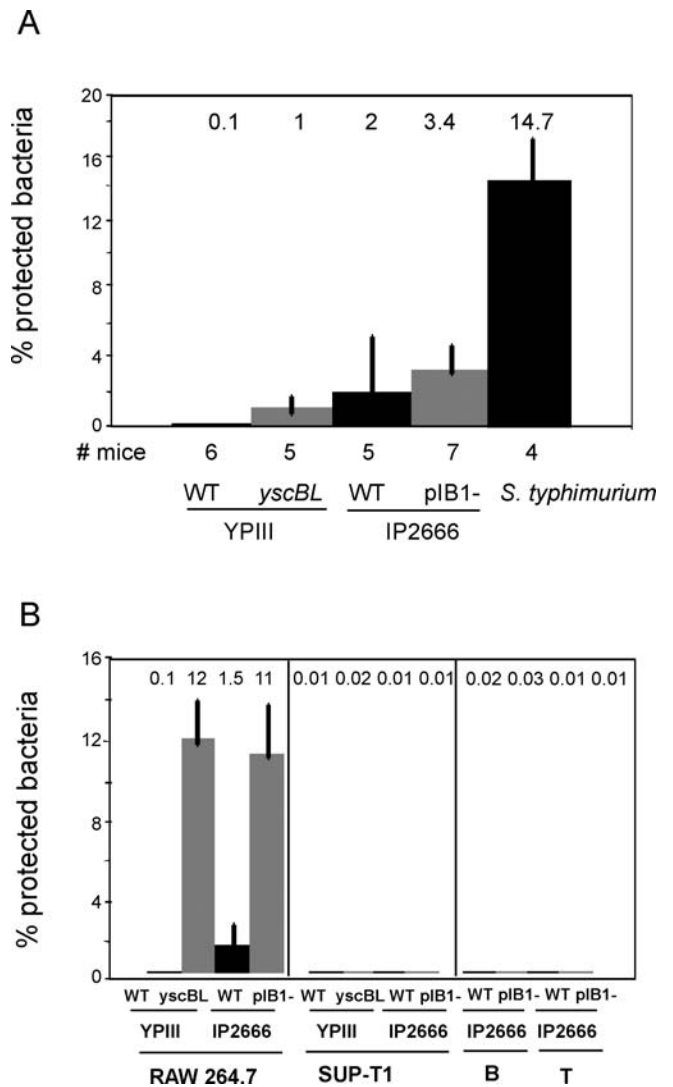 A
% protected bacteria
20
16
12
8
4
0
0.1 1 2 3.4 14.7
# mice 6 5 5 7 4
WT yscBL WT pIB1- S. typhimurium
YPIII IP2666
B
% protected bacteria
16
12
8
4
0
0.1 12 1.5 11 0.01 0.02 0.01 0.01 0.02 0.03 0.01 0.01
WT yscBL WT pIB1- WT yscBL WT pIB1- WT pIB1- WT pIB1-
YPIII IP2666 YPIII IP2666 IP2666 IP2666
RAW 264.7 SUP-T1 B T